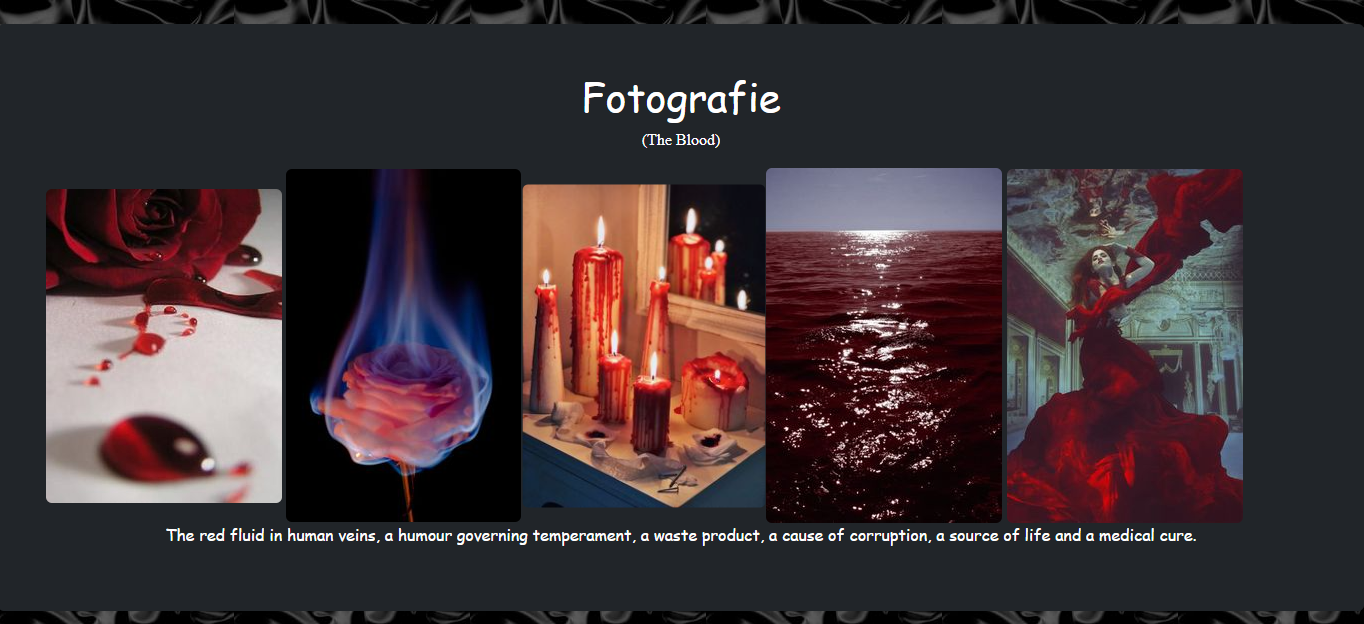 Fotografie
(The Blood)
The red fluid in human veins, a humour governing temperament, a waste product, a cause of corruption, a source of life and a medical cure.